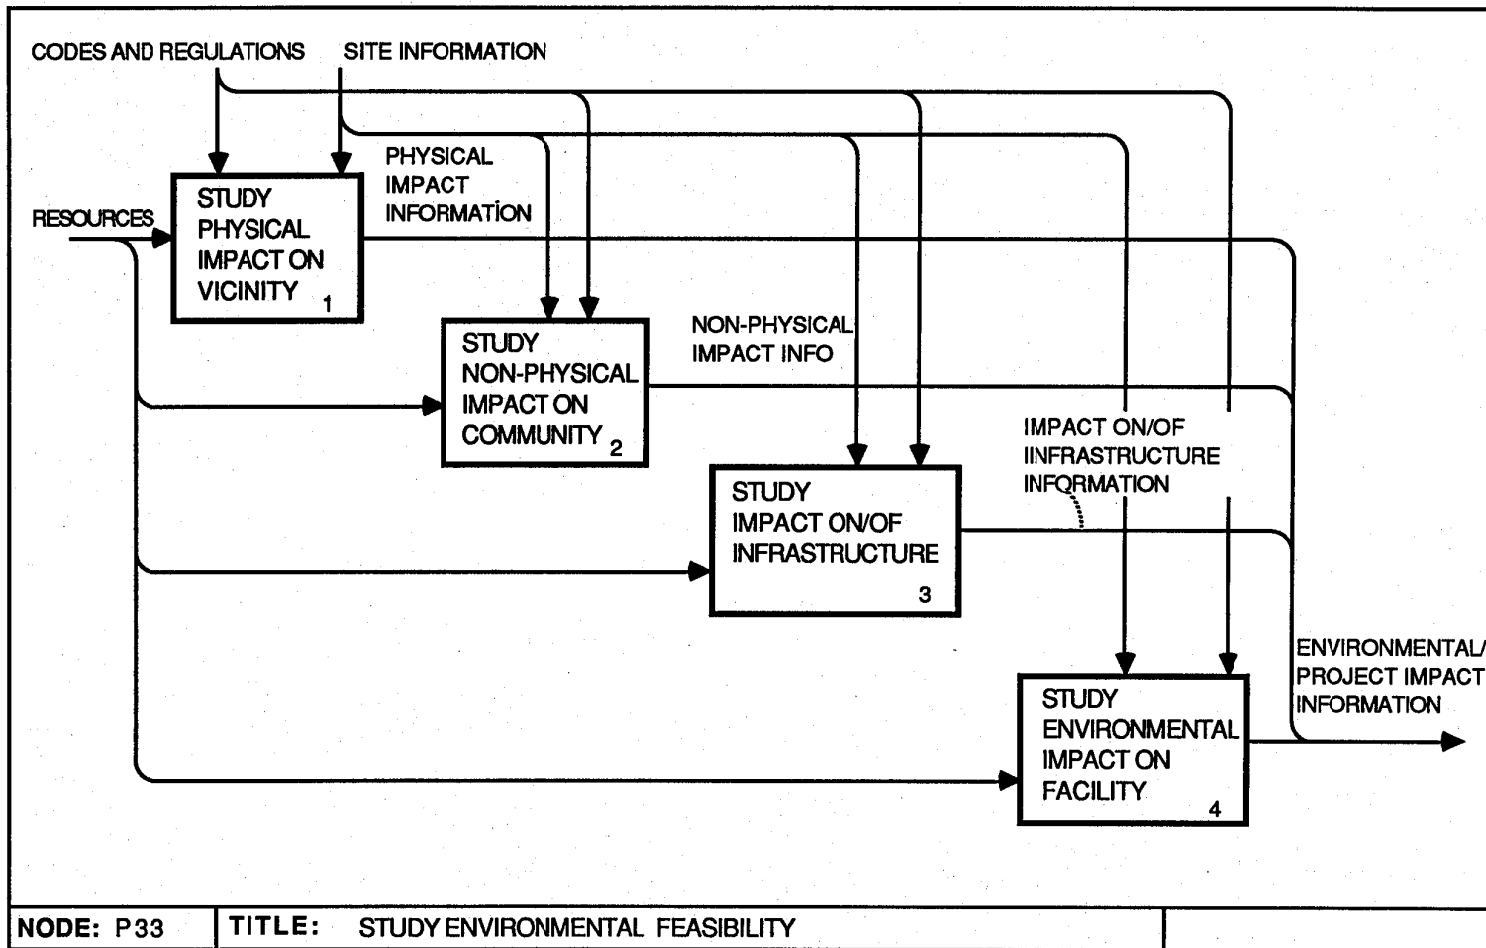 CODES AND REGULATIONS
SITE INFORMATION
PHYSICAL
IMPACT
INFORMATION
RESOURCES
STUDY
PHYSICAL
IMPACT ON
VICINITY
1
STUDY
NON-PHYSICAL
IMPACT ON
COMMUNITY
2
NON-PHYSICAL
IMPACT INFO
STUDY
IMPACT ON/OF
INFRASTRUCTURE
3
IMPACT ON/OF
IINFRASTRUCTURE
INFORMATION
STUDY
ENVIRONMENTAL
IMPACT ON
FACILITY
4
ENVIRONMENTAL/
PROJECT IMPACT
INFORMATION
NODE: P33
TITLE: STUDY ENVIRONMENTAL FEASIBILITY